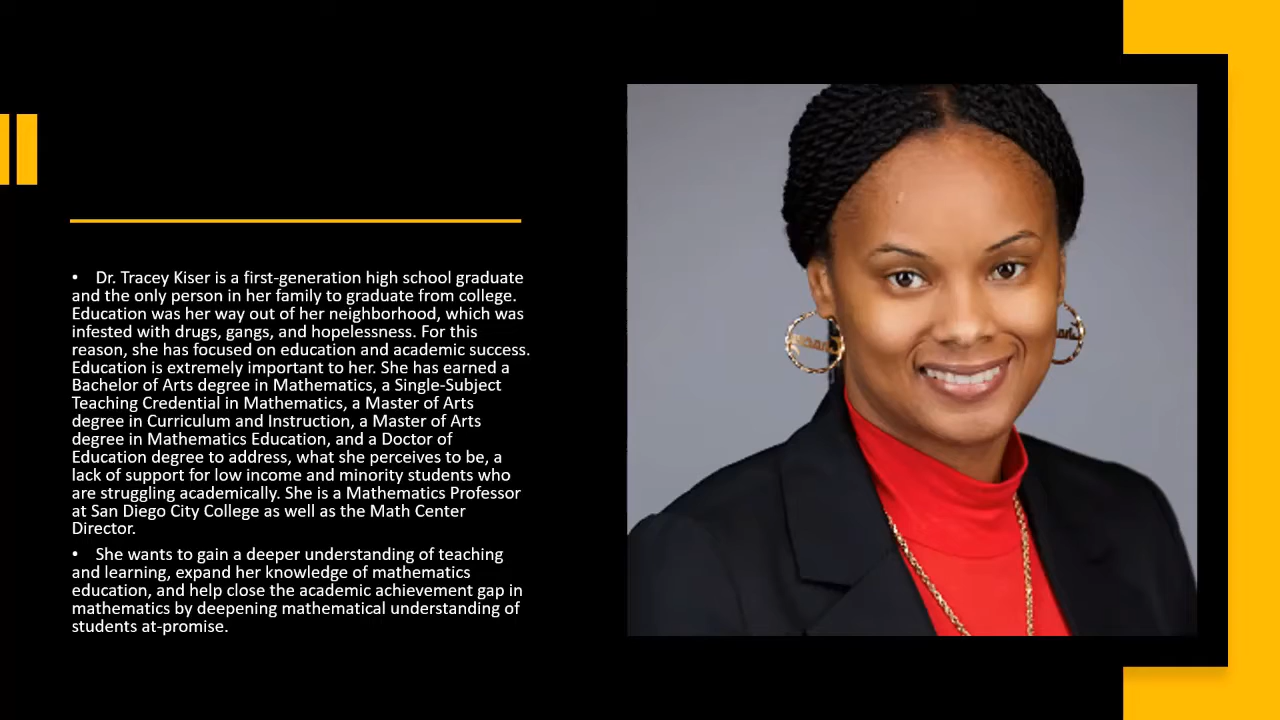 • Dr. Tracey Kiser is a first-generation high school graduate
and the only person in her family to graduate from college.
Education was her way out of her neighborhood, which was
infested with drugs, gangs, and hopelessness. For this
reason, she has focused on education and academic success.
Education is extremely important to her. She has earned a
Bachelor of Arts degree in Mathematics, a Single-Subject
Teaching Credential in Mathematics, a Master of Arts
degree in Curriculum and Instruction, a Master of Arts
degree in Mathematics Education, and a Doctor of
Education degree to address, what she perceives to be, a
lack of support for low income and minority students who
are struggling academically. She is a Mathematics Professor
at San Diego City College as well as the Math Center
Director.
• She wants to gain a deeper understanding of teaching
and learning, expand her knowledge of mathematics
education, and help close the academic achievement gap in
mathematics by deepening mathematical understanding of
students at-promise.